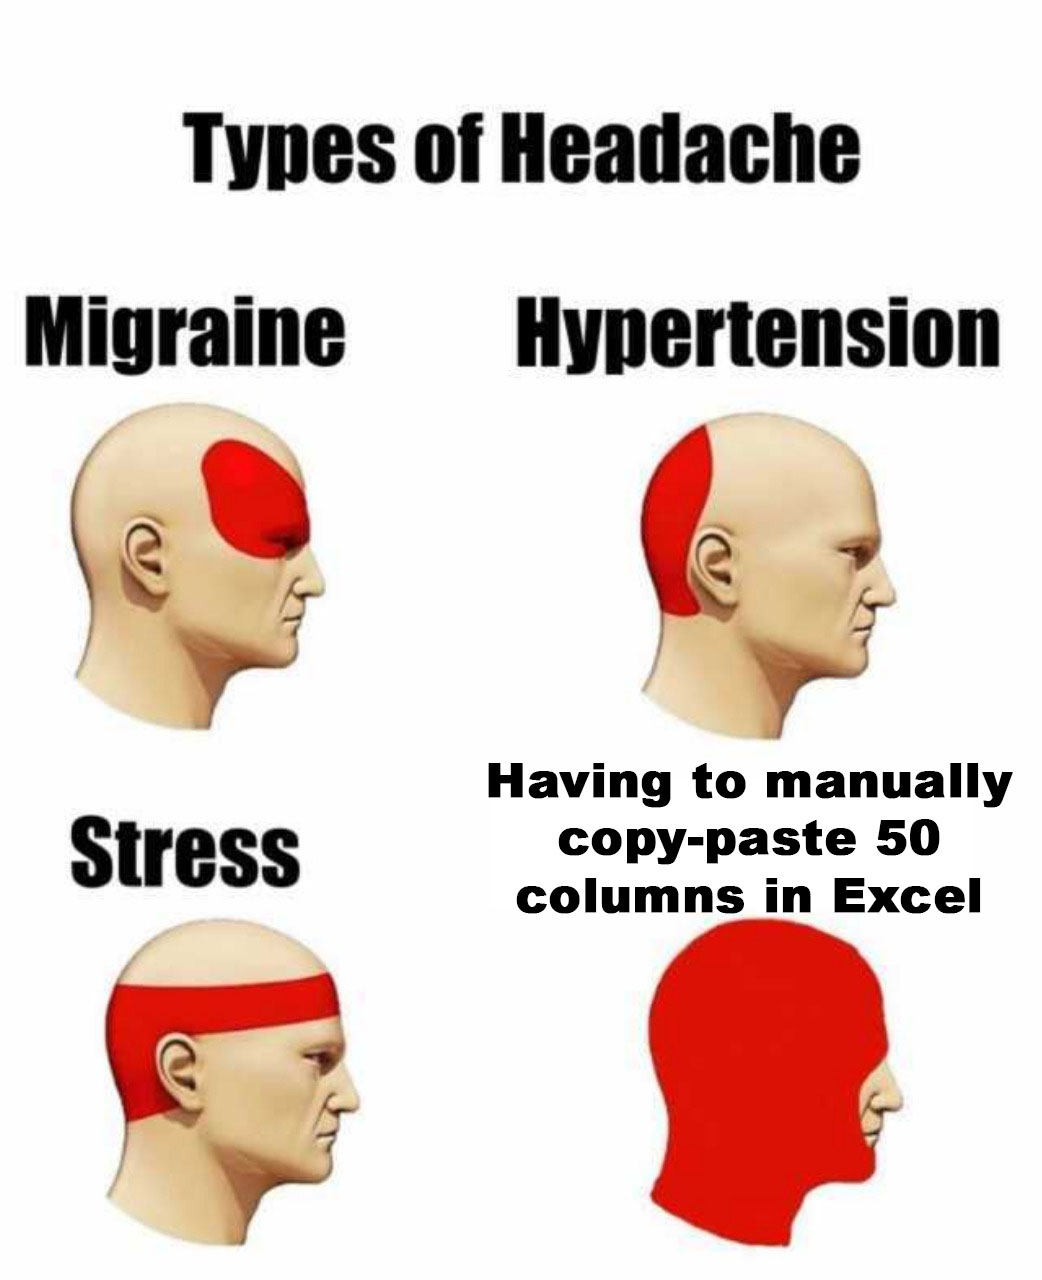 Types of Headache
Migraine
Hypertension
Stress
Having to manually
copy-paste 50
columns in Excel